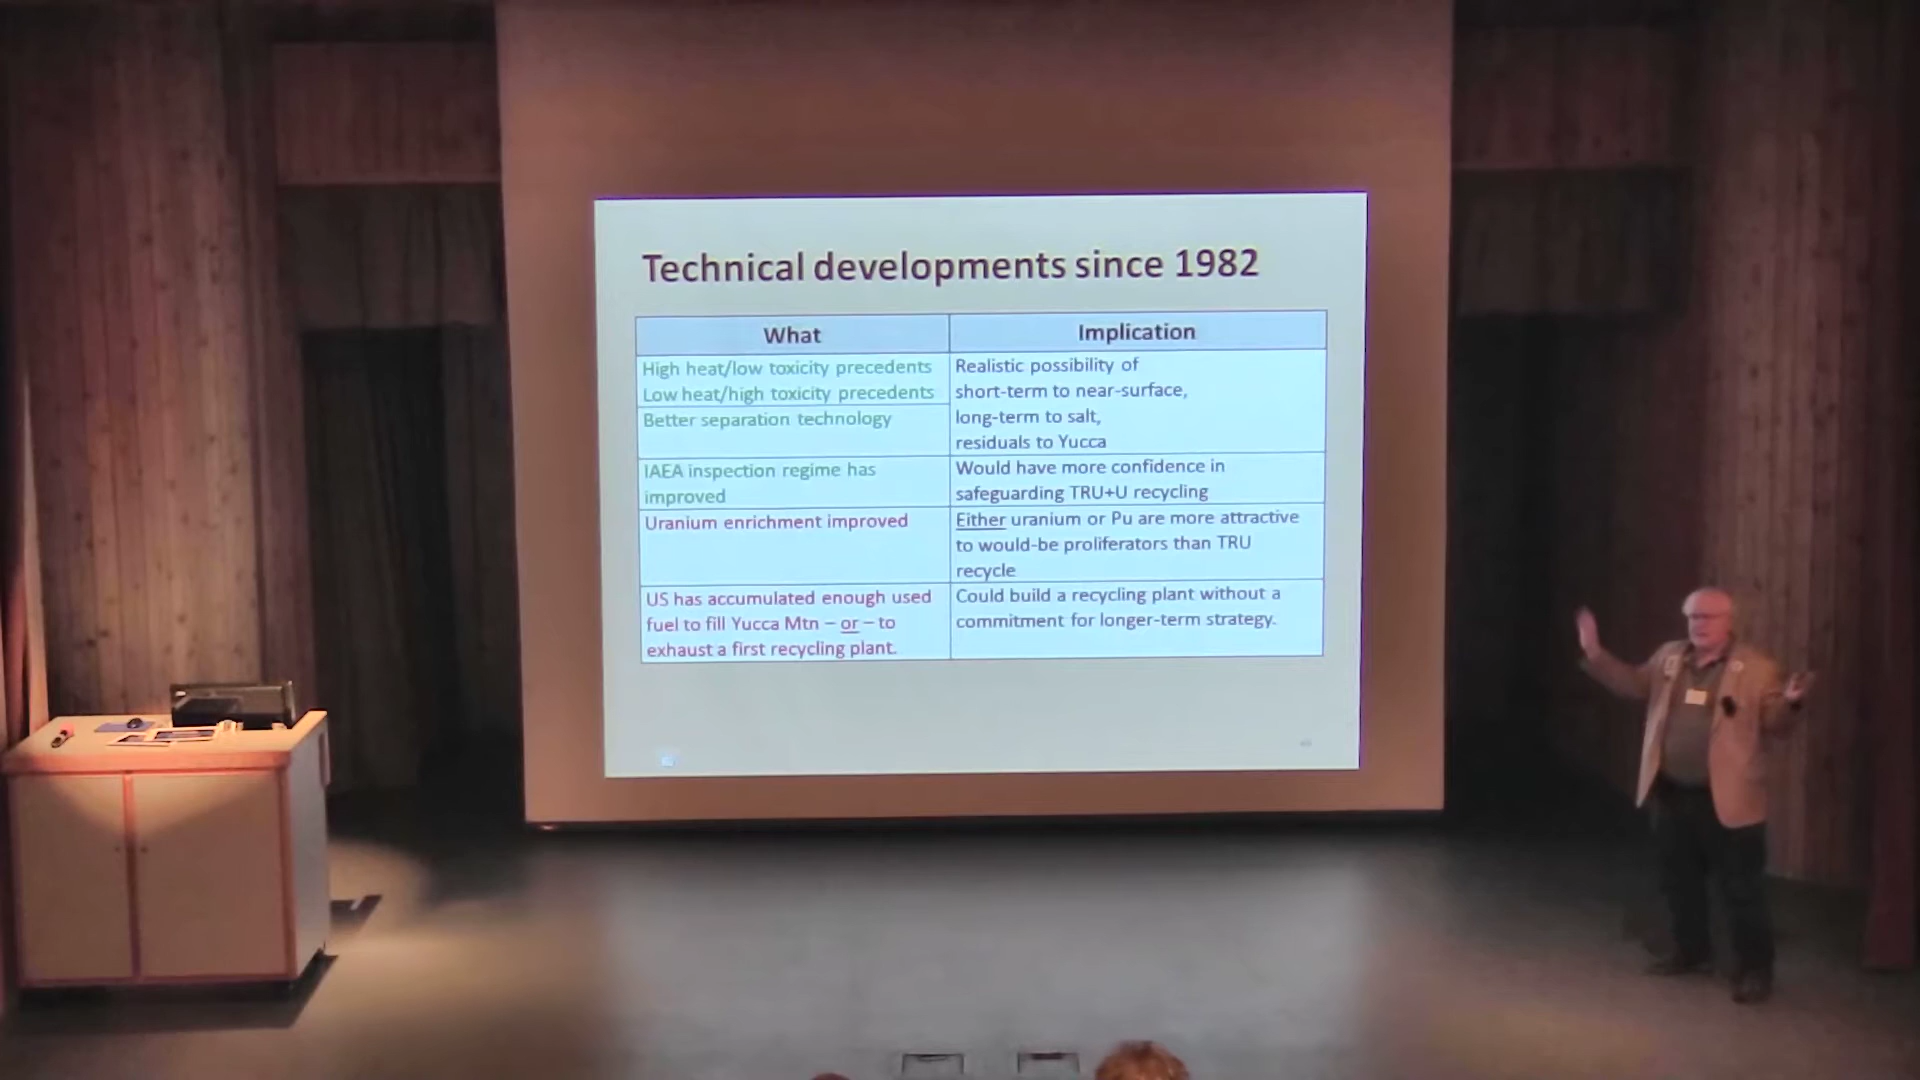 Technical developments since 1982
What
Implication
High heat/low toxicity precedents
Low heat/high toxicity precedents
Better separation technology
Realistic possibility of
short-term to near-surface,
long-term to salt,
residuals to Yucca
IAEA inspection regime has
improved
Would have more confidence in
safeguarding TRU+U recycling
Uranium enrichment improved
Either uranium or Pu are more attractive
to would-be proliferators than TRU
recycle
US has accumulated enough used
fuel to fill Yucca Mtn – or – to
exhaust a first recycling plant.
Could build a recycling plant without a
commitment for longer-term strategy.